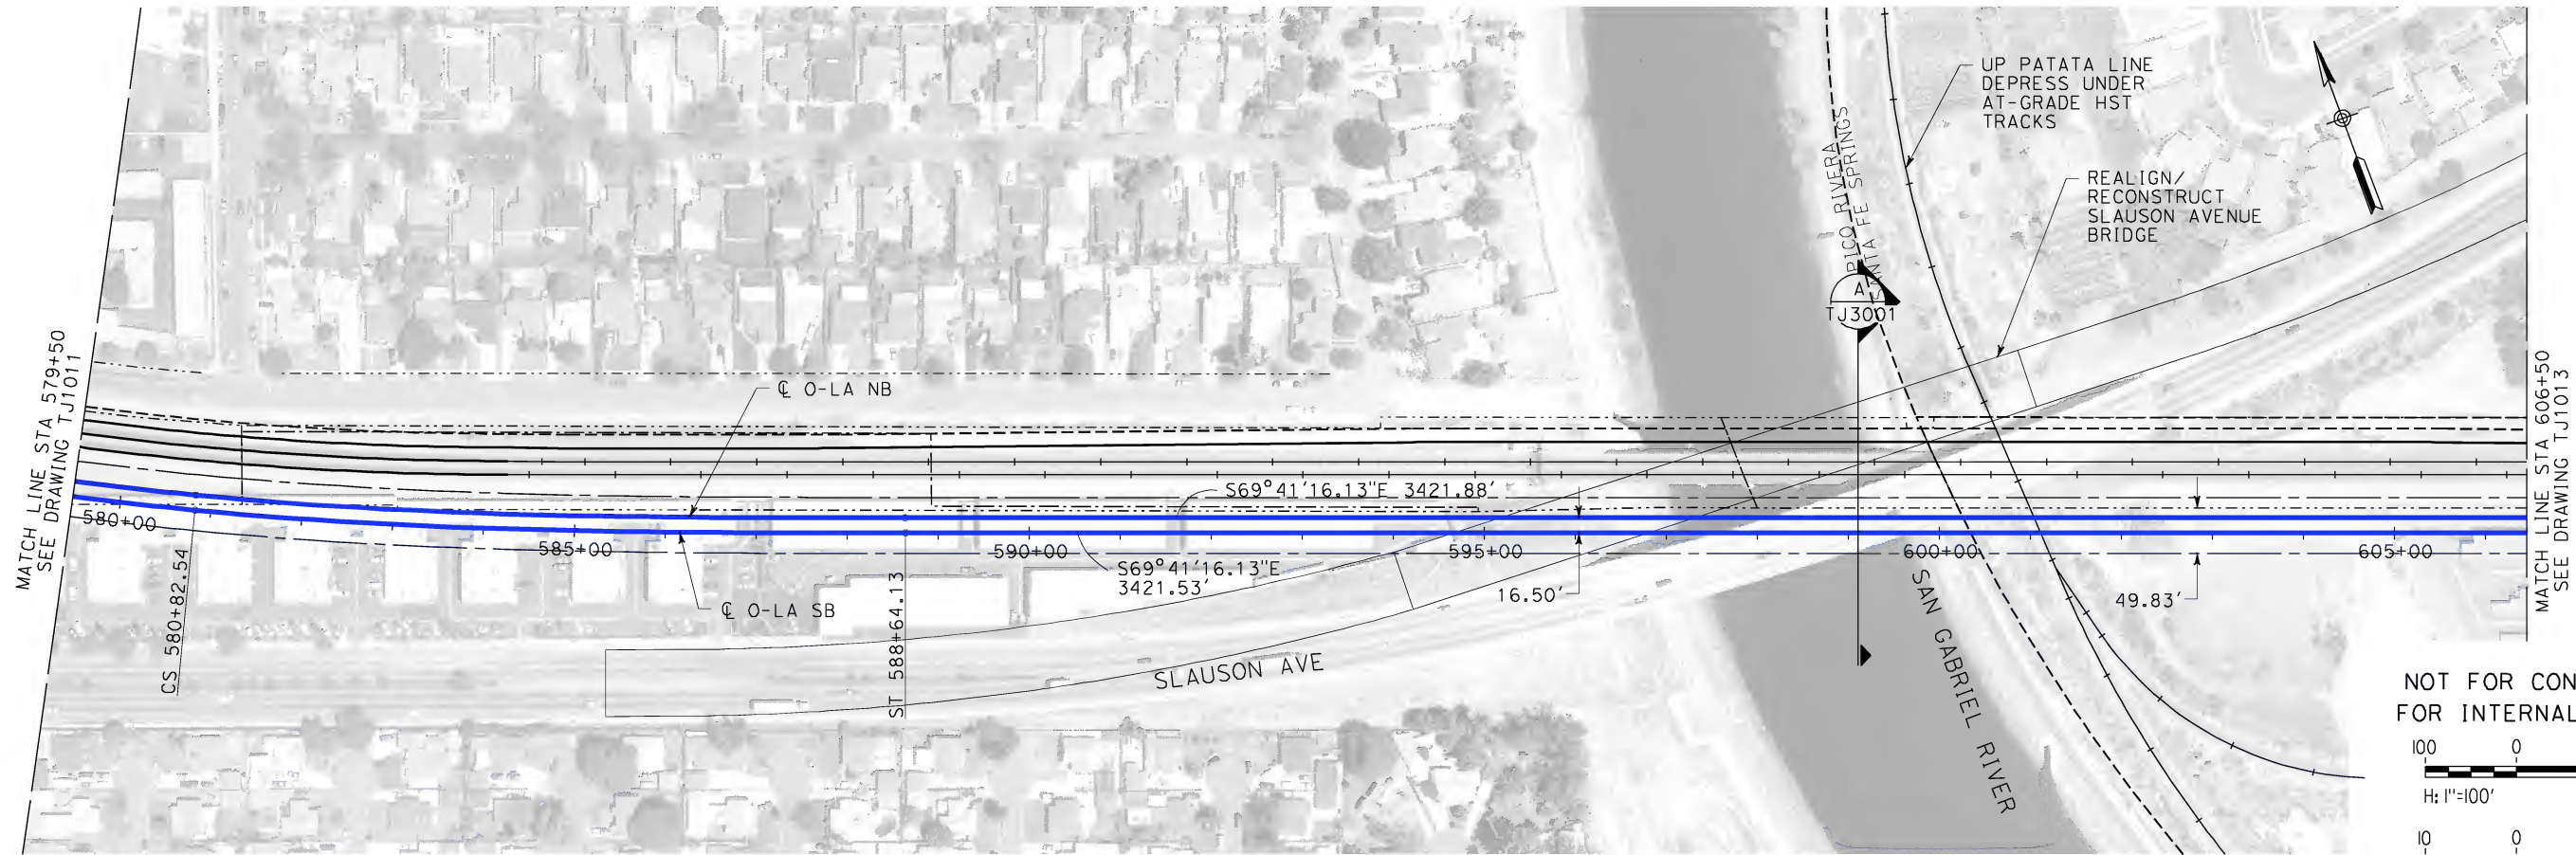 UP PATATA LINE
DEPRESS UNDER
AT-GRADE HST
TRACKS
REALIGN/
RECONSTRUCT
SLAUSON AVENUE
BRIDGE
PICO RIVERA
SANTA FE SPRINGS
A
TJ3001
MATCH LINE STA 579+50
SEE DRAWING TJ1011
℄ O-LA NB
S69°41'16.13"E 3421.88'
580+00
585+00
590+00
595+00
600+00
605+00
S69°41'16.13"E
3421.53'
℄ O-LA SB
16.50'
49.83'
CS 580+82.54
ST 588+64.13
SLAUSON AVE
SAN GABRIEL RIVER
MATCH LINE STA 606+50
SEE DRAWING TJ1013
NOT FOR CON
FOR INTERNAL
100 0
H: 1"=100'
10 0